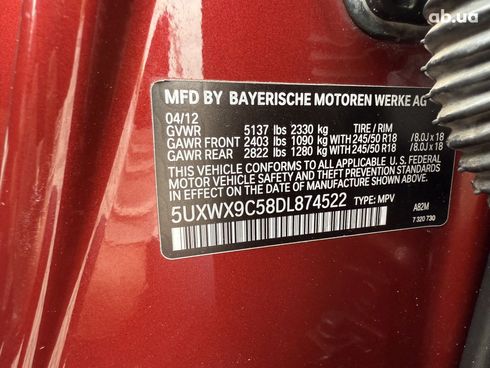 ab.ua
MFD BY BAYERISCHE MOTOREN WERKE AG
04/12
GVWR 5137 lbs 2330 kg TIRE / RIM
GAWR FRONT 2403 lbs 1090 kg WITH 245/50 R18 /8.0J x 18
GAWR REAR 2822 lbs 1280 kg WITH 245/50 R18 /8.0J x 18
THIS VEHICLE CONFORMS TO ALL APPLICABLE U. S. FEDERAL
MOTOR VEHICLE SAFETY AND THEFT PREVENTION
STANDARDS IN EFFECT ON THE DATE OF MANUFACTURE
SHOWN ABOVE.
5UXWX9C58DL874522 TYPE: MPV
A82M
7 320 730